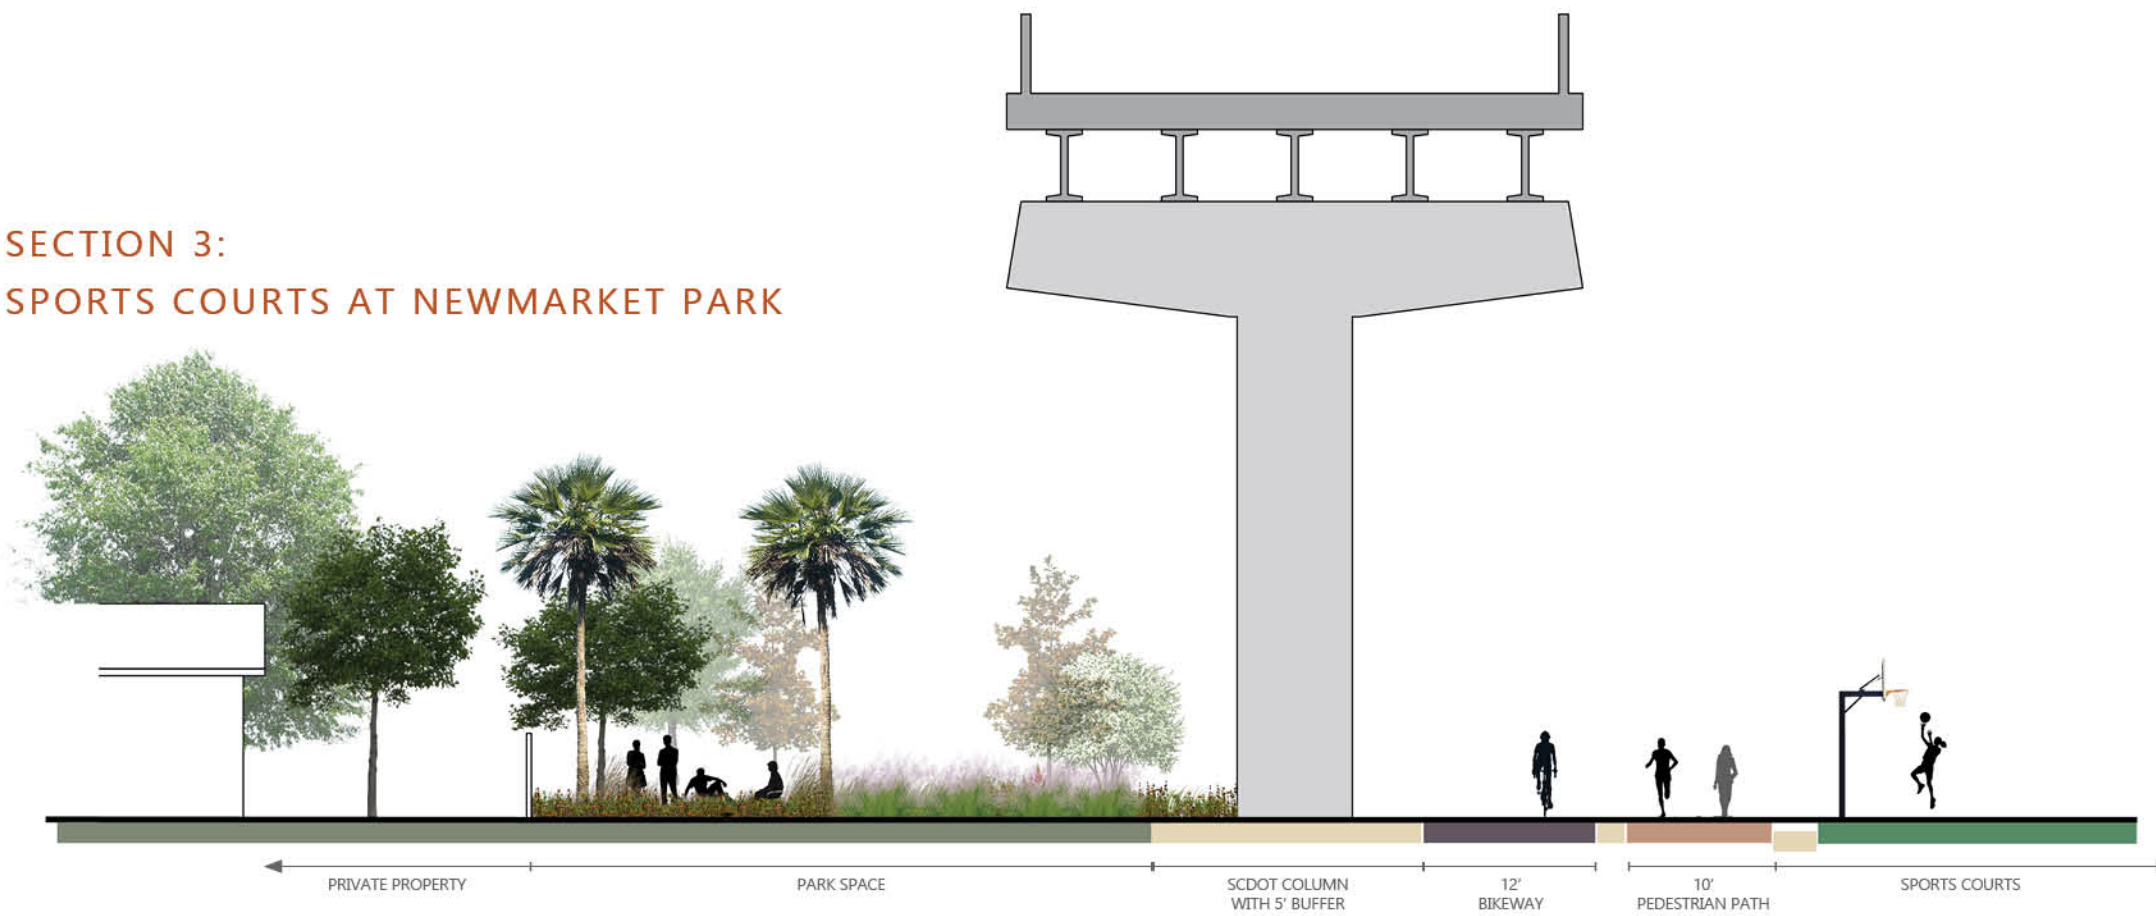 SECTION 3:
SPORTS COURTS AT NEWMARKET PARK
PRIVATE PROPERTY
PARK SPACE
SCDOT COLUMN
WITH 5' BUFFER
12'
BIKEWAY
10'
PEDESTRIAN PATH
SPORTS COURTS